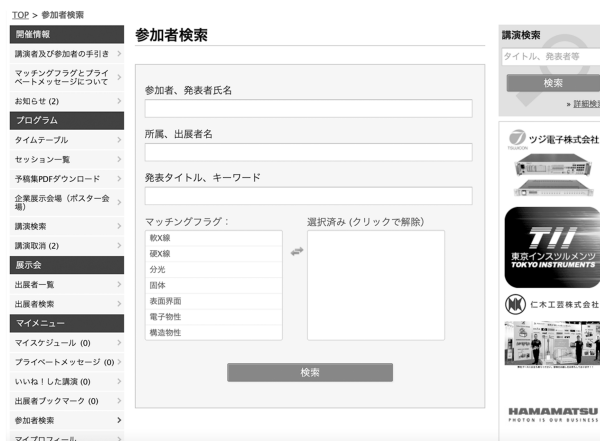 TOP > 参加者検索
開催情報
講演者及び参加者の手引き
マッチングフラグとプライ
ベートメッセージについて
お知らせ (2)
プログラム
タイムテーブル
セッション一覧
予稿集PDFダウンロード
企業展示会場（ポスター会
場）
講演検索
講演取消 (2)
展示会
出展者一覧
出展者検索
マイメニュー
マイスケジュール (0)
プライベートメッセージ (0)
いいね！した講演 (0)
出展者ブックマーク (0)
参加者検索
マイプロフィール
参加者検索
参加者、発表者氏名
所属、出展者名
発表タイトル、キーワード
マッチングフラグ：
軟X線
硬X線
分光
固体
表面界面
電子物性
構造物性
選択済み (クリックで解除)
検索
講演検索
タイトル、発表者等
検索
» 詳細検
ツジ電子株式会社
TSUJICON
TII
東京インスツルメンツ
TOKYO INSTRUMENTS
NK
仁木工芸株式会社
HAMAMATSU
PHOTON IS OUR BUSINESS